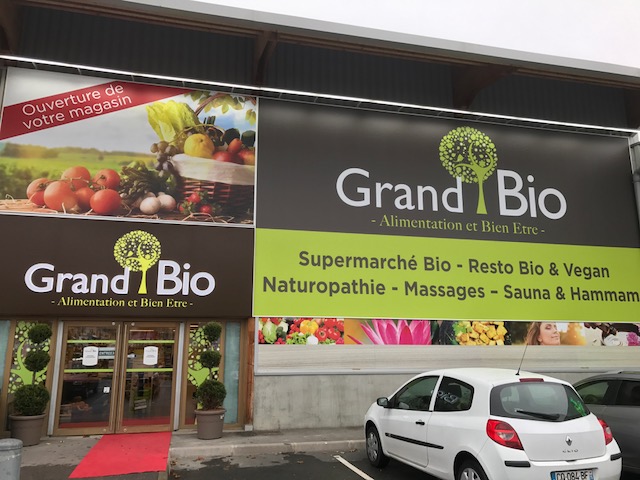 Ouverture de
votre magasin
Grand Bio
- Alimentation et Bien Etre -
Supermarché Bio - Resto Bio & Vegan
Naturopathie - Massages – Sauna & Hammam
Grand Bio
- Alimentation et Bien Etre -